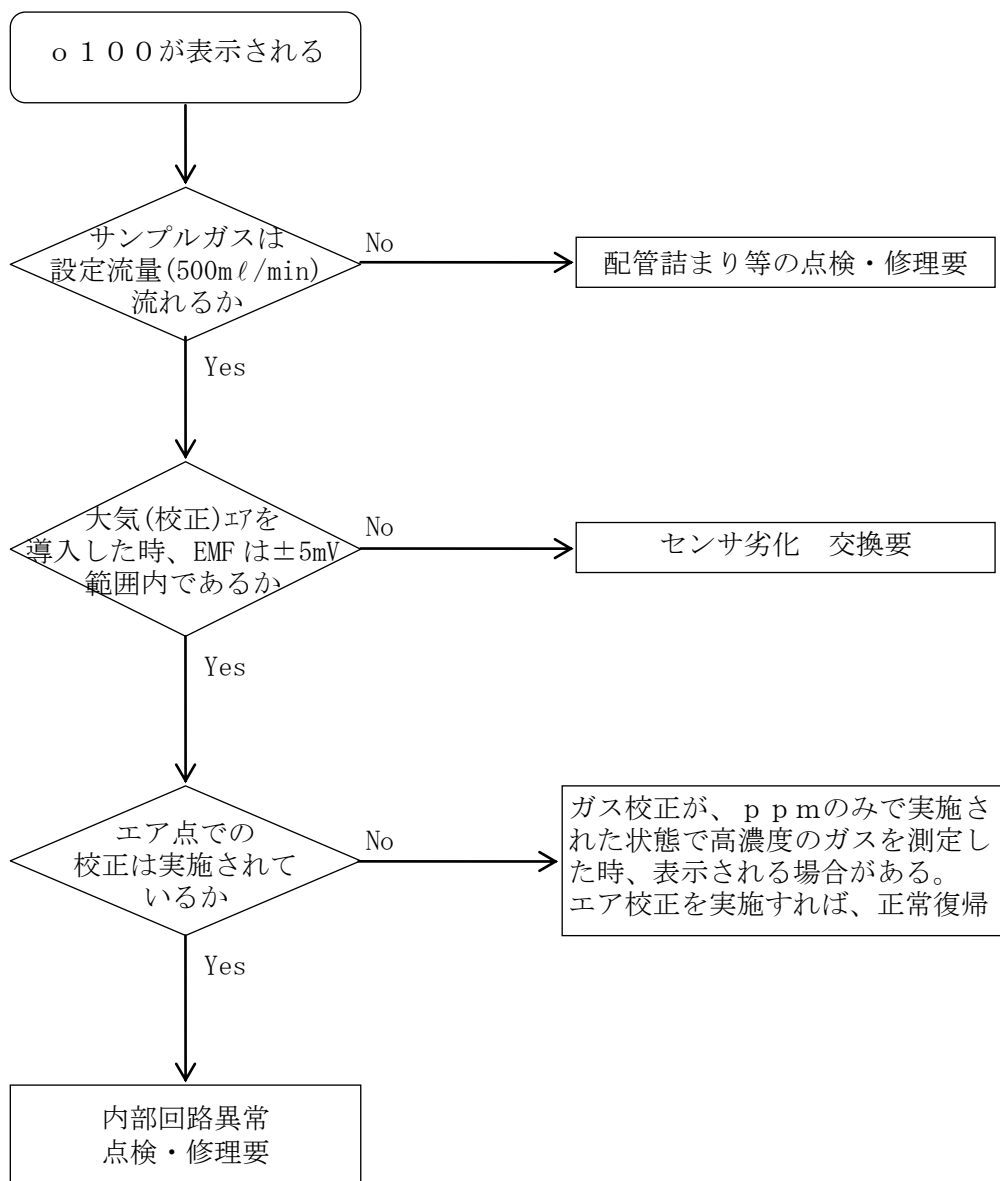 ｏ１００が表示される
サンプルガスは
設定流量(500mℓ/min)
流れるか
No
配管詰まり等の点検・修理要
Yes
大気(校正)ｴｱを
導入した時、EMF は±5mV
範囲内であるか
No
センサ劣化　交換要
Yes
エア点での
校正は実施されて
いるか
No
ガス校正が、ｐｐｍのみで実施さ
れた状態で高濃度のガスを測定し
た時、表示される場合がある。
エア校正を実施すれば、正常復帰
Yes
内部回路異常
点検・修理要